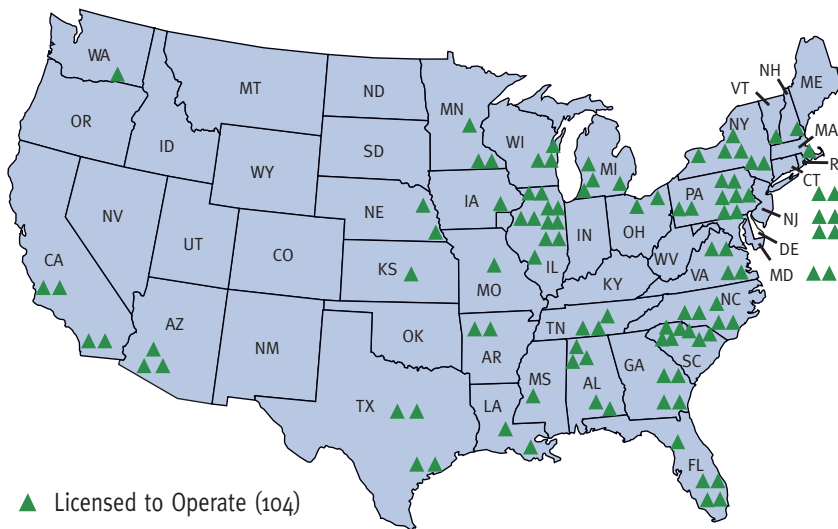 WA
MT
ND
MN
VT
NH
ME
OR
ID
SD
WI
MI
NY
MA
R
WY
CT
NV
UT
NE
IA
PA
NJ
CA
CO
IL
IN
OH
WV
VA
DE
MD
KS
MO
KY
NC
AZ
NM
OK
AR
TN
SC
TX
LA
MS
AL
GA
FL
Licensed to Operate (104)